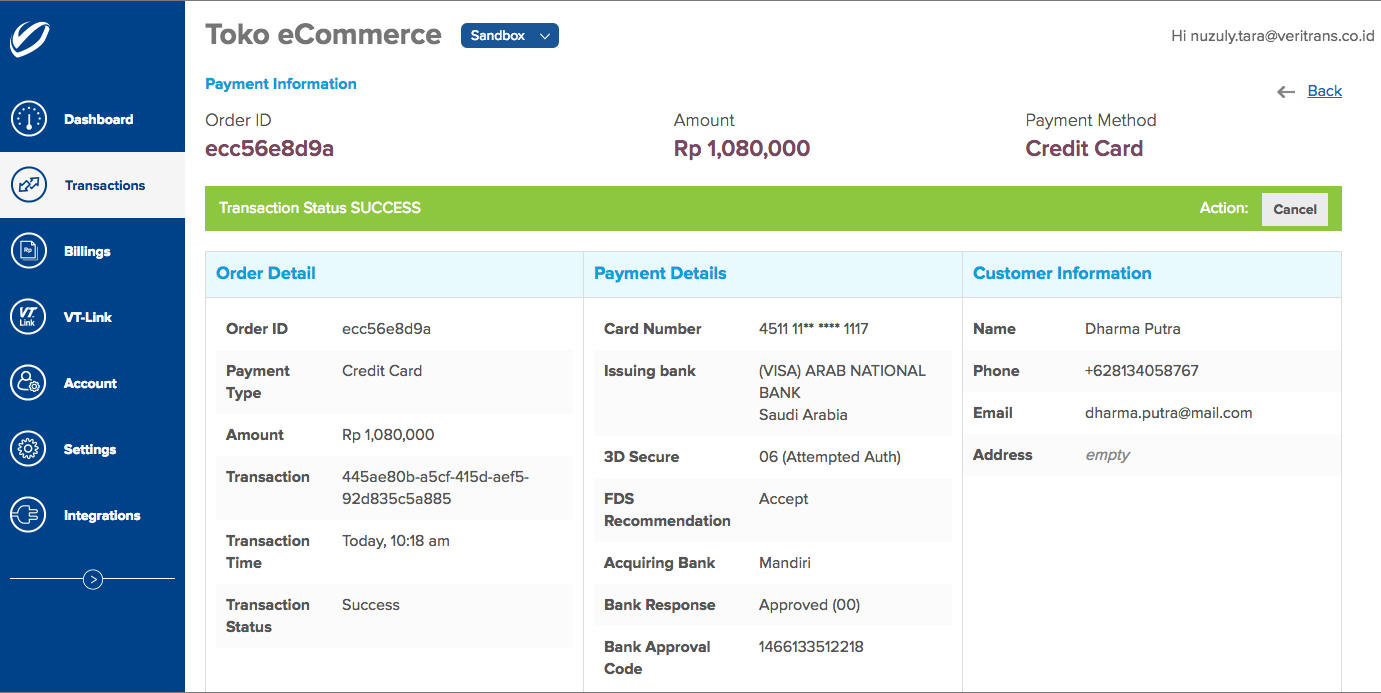 Toko eCommerce
Sandbox
Hi nuzuly.tara@veritrans.co.id
Dashboard
Transactions
Rp
Billings
VT
Link
VT-Link
Account
Settings
Integrations
Payment Information
Back
Order ID
ecc56e8d9a
Amount
Rp 1,080,000
Payment Method
Credit Card
Transaction Status SUCCESS
Action:
Cancel
Order Detail
Order ID
ecc56e8d9a
Payment
Type
Credit Card
Amount
Rp 1,080,000
Transaction
445ae80b-a5cf-415d-aef5-
92d835c5a885
Transaction
Time
Today, 10:18 am
Transaction
Status
Success
Payment Details
Card Number
4511 11** **** 1117
Issuing bank
(VISA) ARAB NATIONAL
BANK
Saudi Arabia
3D Secure
06 (Attempted Auth)
FDS
Recommendation
Accept
Acquiring Bank
Mandiri
Bank Response
Approved (00)
Bank Approval
Code
1466133512218
Customer Information
Name
Dharma Putra
Phone
+628134058767
Email
dharma.putra@mail.com
Address
empty